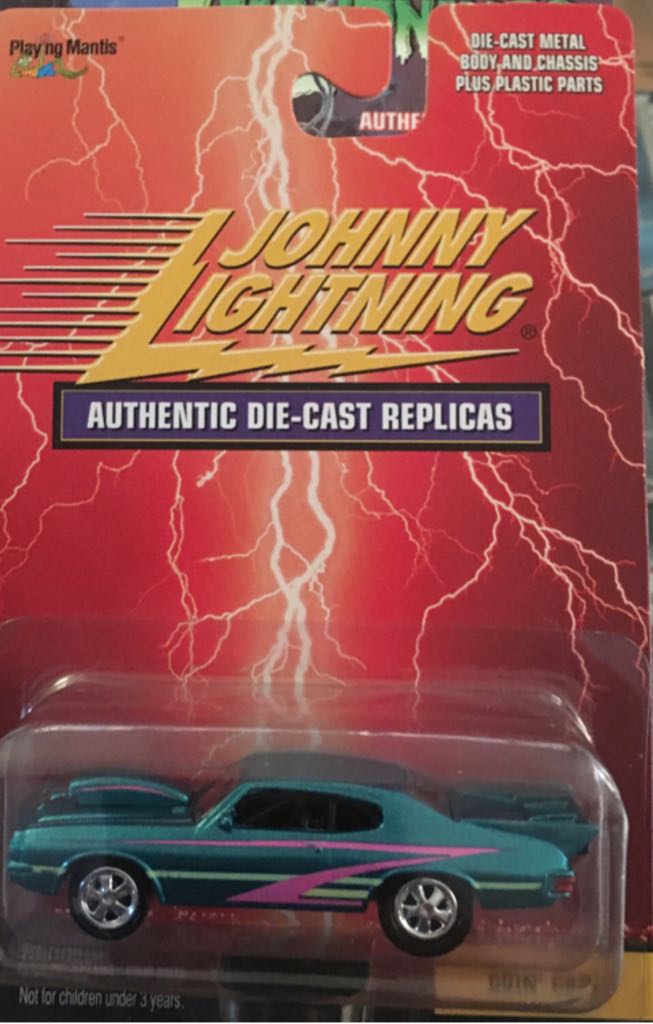 Playing Mantis®
DIE-CAST METAL
BODY AND CHASSIS
PLUS PLASTIC PARTS
AUTHE
JOHNNY
LIGHTNING®
AUTHENTIC DIE-CAST REPLICAS
Not for children under 3 years.